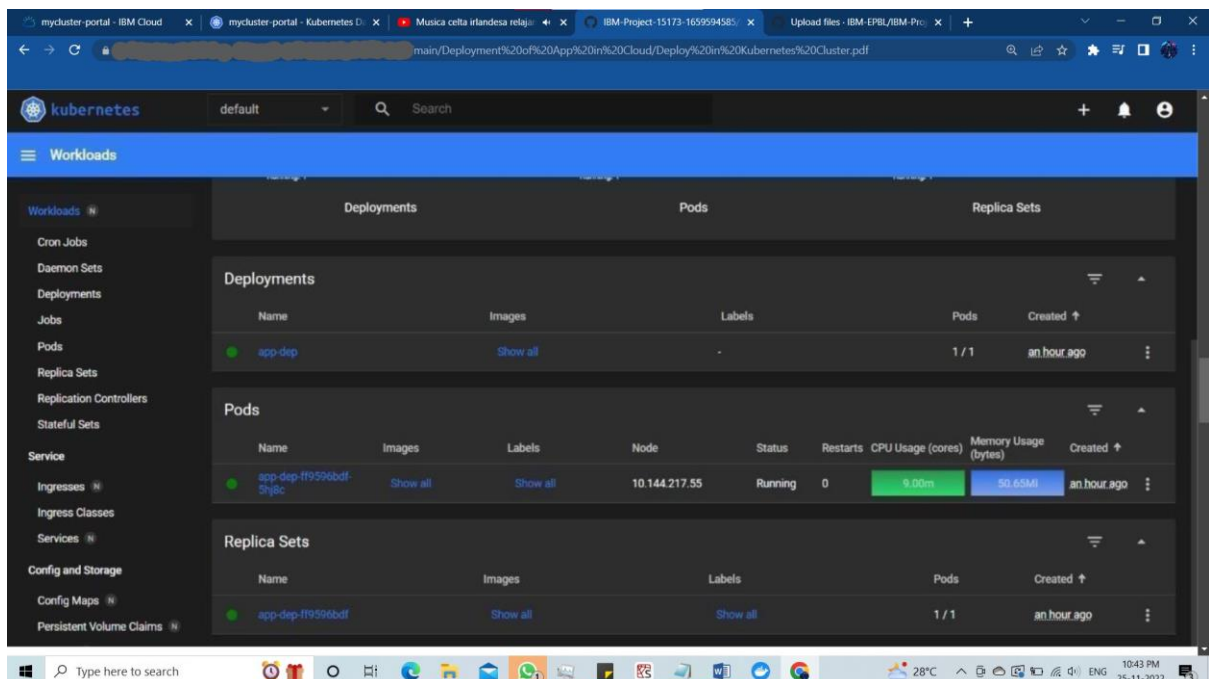 mycluster-portal - IBM Cloud
mycluster-portal - Kubernetes D
Musica celta irlandesa relajar
IBM-Project-15173-1659594585/
Upload files · IBM-EPBL/IBM-Proj
main/Deployment%20of%20App%20in%20Cloud/Deploy%20in%20Kubernetes%20Cluster.pdf
kubernetes
default
Search
Workloads
Workloads N
Cron Jobs
Daemon Sets
Deployments
Jobs
Pods
Replica Sets
Replication Controllers
Stateful Sets
Service
Ingresses N
Ingress Classes
Services N
Config and Storage
Config Maps N
Persistent Volume Claims N
Deployments Pods Replica Sets
Deployments
Name Images Labels Pods Created
app-dep Show all - 1 / 1 an hour ago
Pods
Name Images Labels Node Status Restarts CPU Usage (cores) Memory Usage (bytes) Created
app-dep-ff9596bdf-5hj8c Show all Show all 10.144.217.55 Running 0 9.00m 50.65Mi an hour ago
Replica Sets
Name Images Labels Pods Created
app-dep-ff9596bdf Show all Show all 1 / 1 an hour ago
Type here to search
28°C
ENG
10:43 PM
25-11-2022